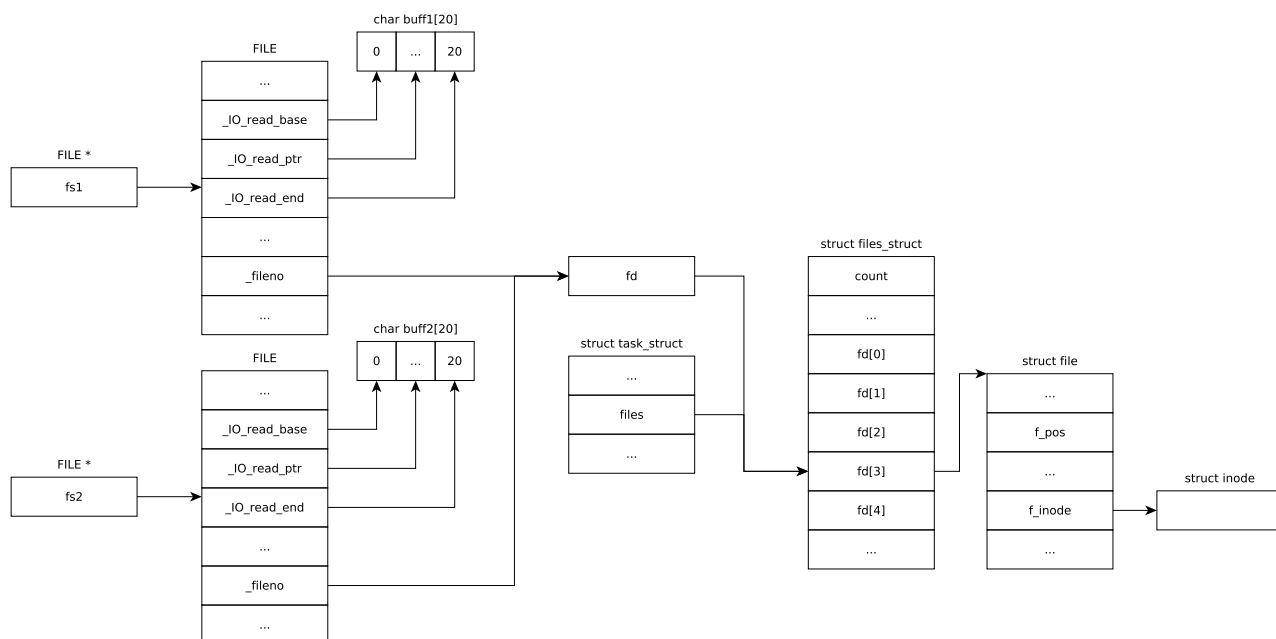 char buff1[20]
0 ... 20
FILE
...
_IO_read_base
_IO_read_ptr
_IO_read_end
...
_fileno
...
FILE *
fs1
char buff2[20]
0 ... 20
FILE
...
_IO_read_base
_IO_read_ptr
_IO_read_end
...
_fileno
...
FILE *
fs2
fd
struct task_struct
...
files
...
struct files_struct
count
...
fd[0]
fd[1]
fd[2]
fd[3]
fd[4]
...
struct file
...
f_pos
...
f_inode
...
struct inode